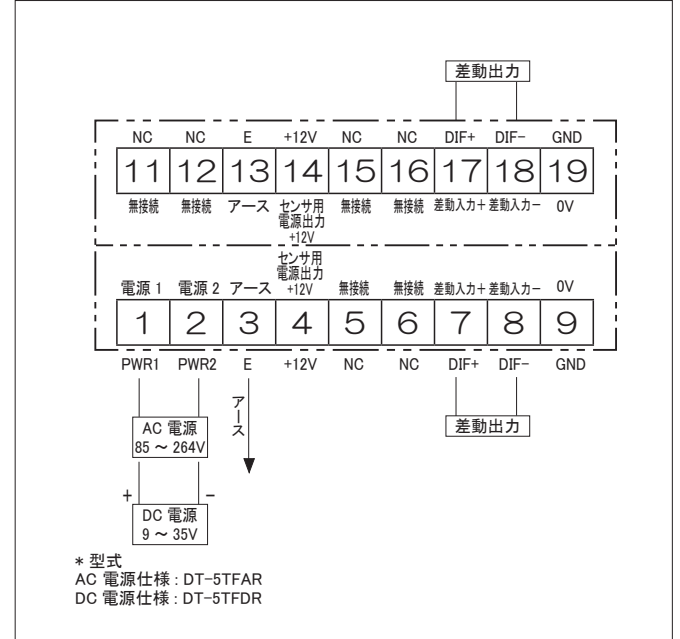 差動出力
NC NC E +12V NC NC DIF+ DIF- GND
11 12 13 14 15 16 17 18 19
無接続 無接続 アース センサ用 無接続 無接続 差動入力+ 差動入力- 0V
電源出力
+12V
センサ用
電源出力
電源 1 電源 2 アース +12V 無接続 無接続 差動入力+ 差動入力- 0V
1 2 3 4 5 6 7 8 9
PWR1 PWR2 E +12V NC NC DIF+ DIF- GND
アース
AC 電源
85 ~ 264V
差動出力
+ -
DC 電源
9 ~ 35V
* 型式
AC 電源仕様 : DT-5TFAR
DC 電源仕様 : DT-5TFDR